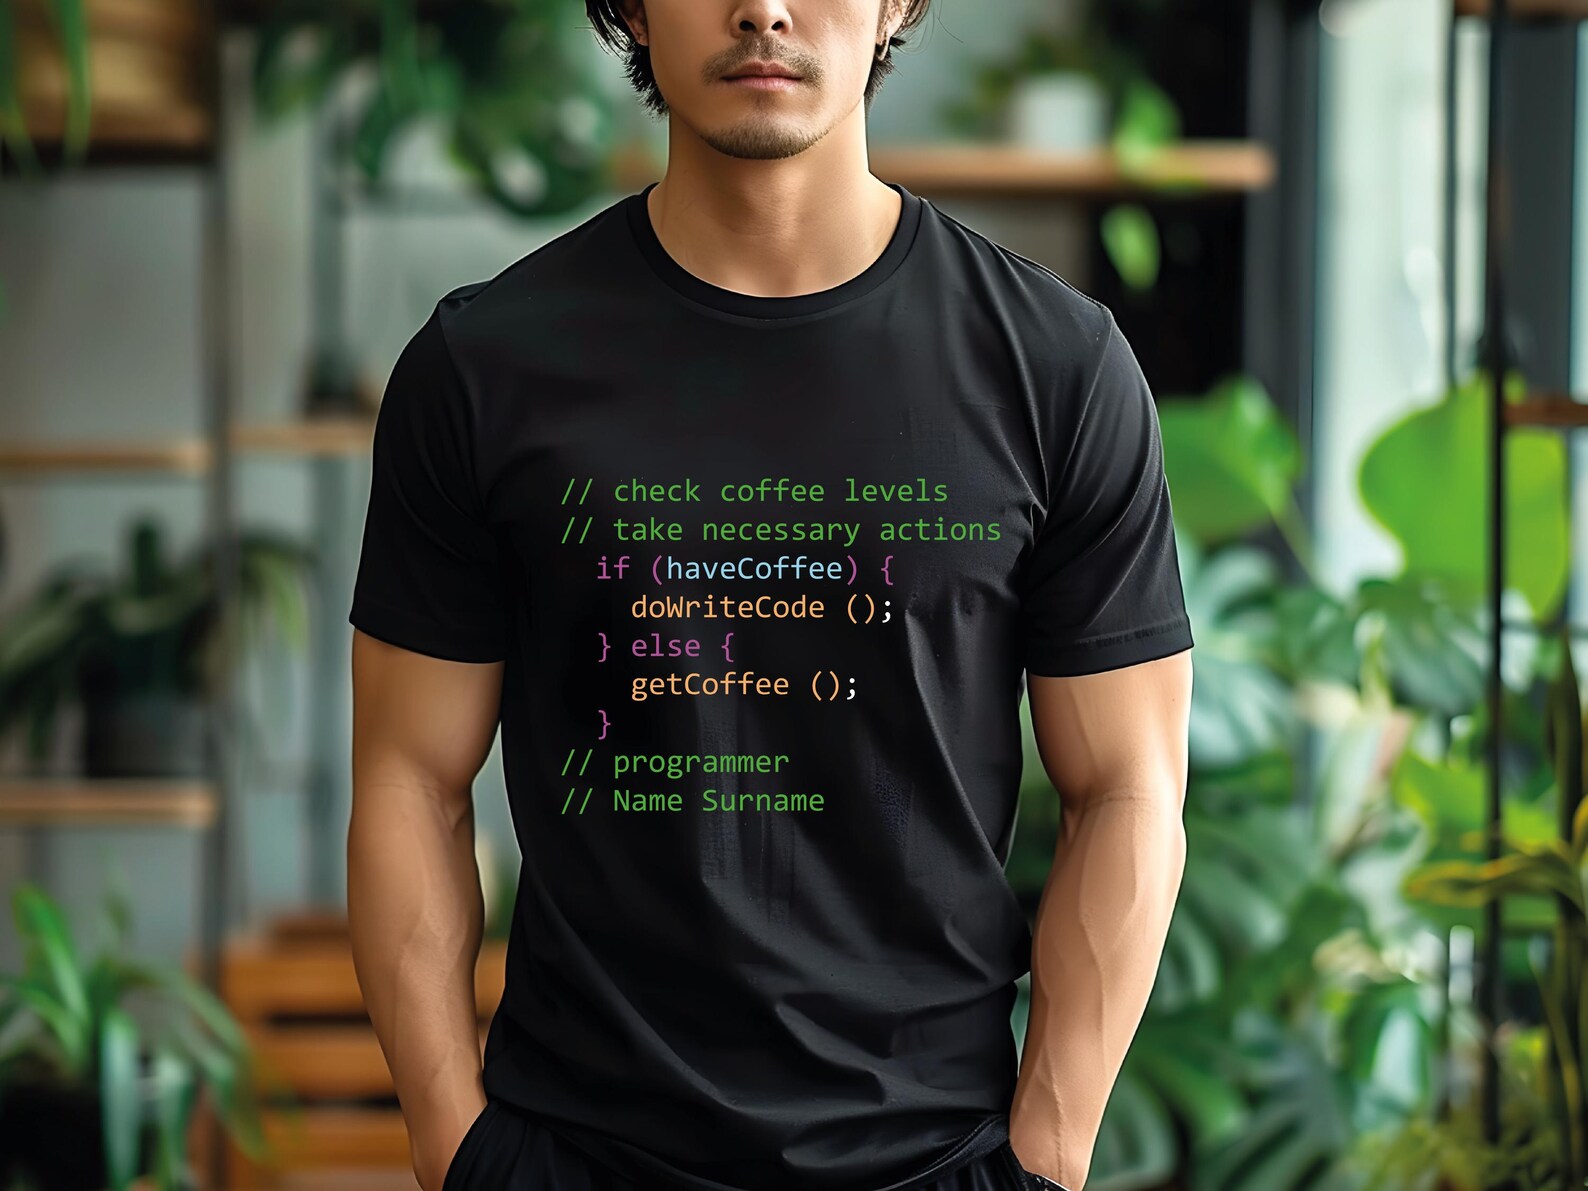 // check coffee levels
// take necessary actions
if (haveCoffee) {
doWriteCode ();
} else {
getCoffee ();
}
// programmer
// Name Surname